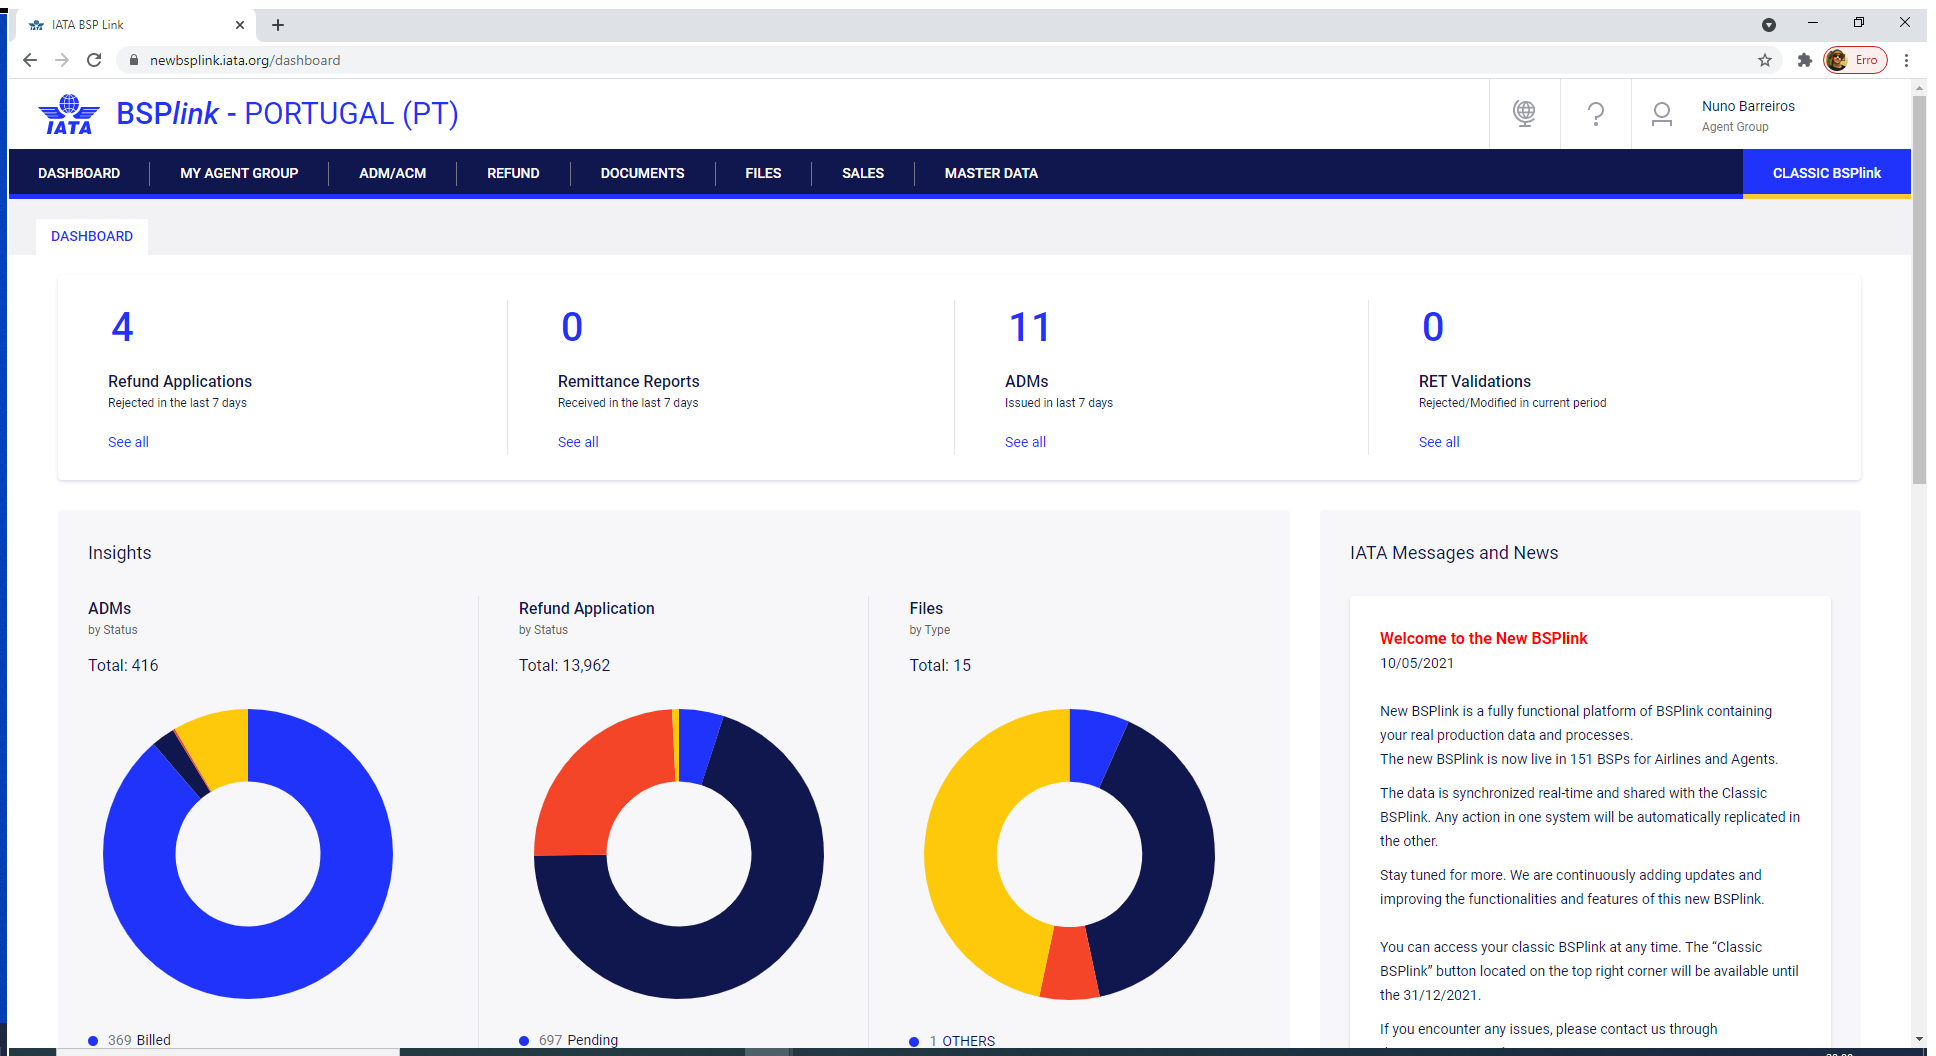 IATA BSP Link
newbsplink.iata.org/dashboard
Erro
IATA
BSPlink - PORTUGAL (PT)
Nuno Barreiros
Agent Group
DASHBOARD
MY AGENT GROUP
ADM/ACM
REFUND
DOCUMENTS
FILES
SALES
MASTER DATA
CLASSIC BSPlink
DASHBOARD
4
Refund Applications
Rejected in the last 7 days
See all
0
Remittance Reports
Received in the last 7 days
See all
11
ADMs
Issued in last 7 days
See all
0
RET Validations
Rejected/Modified in current period
See all
Insights
ADMs
by Status
Total: 416
369 Billed
Refund Application
by Status
Total: 13,962
697 Pending
Files
by Type
Total: 15
1 OTHERS
IATA Messages and News
Welcome to the New BSPlink
10/05/2021
New BSPlink is a fully functional platform of BSPlink containing
your real production data and processes.
The new BSPlink is now live in 151 BSPs for Airlines and Agents.
The data is synchronized real-time and shared with the Classic
BSPlink. Any action in one system will be automatically replicated in
the other.
Stay tuned for more. We are continuously adding updates and
improving the functionalities and features of this new BSPlink.
You can access your classic BSPlink at any time. The “Classic
BSPlink” button located on the top right corner will be available until
the 31/12/2021.
If you encounter any issues, please contact us through